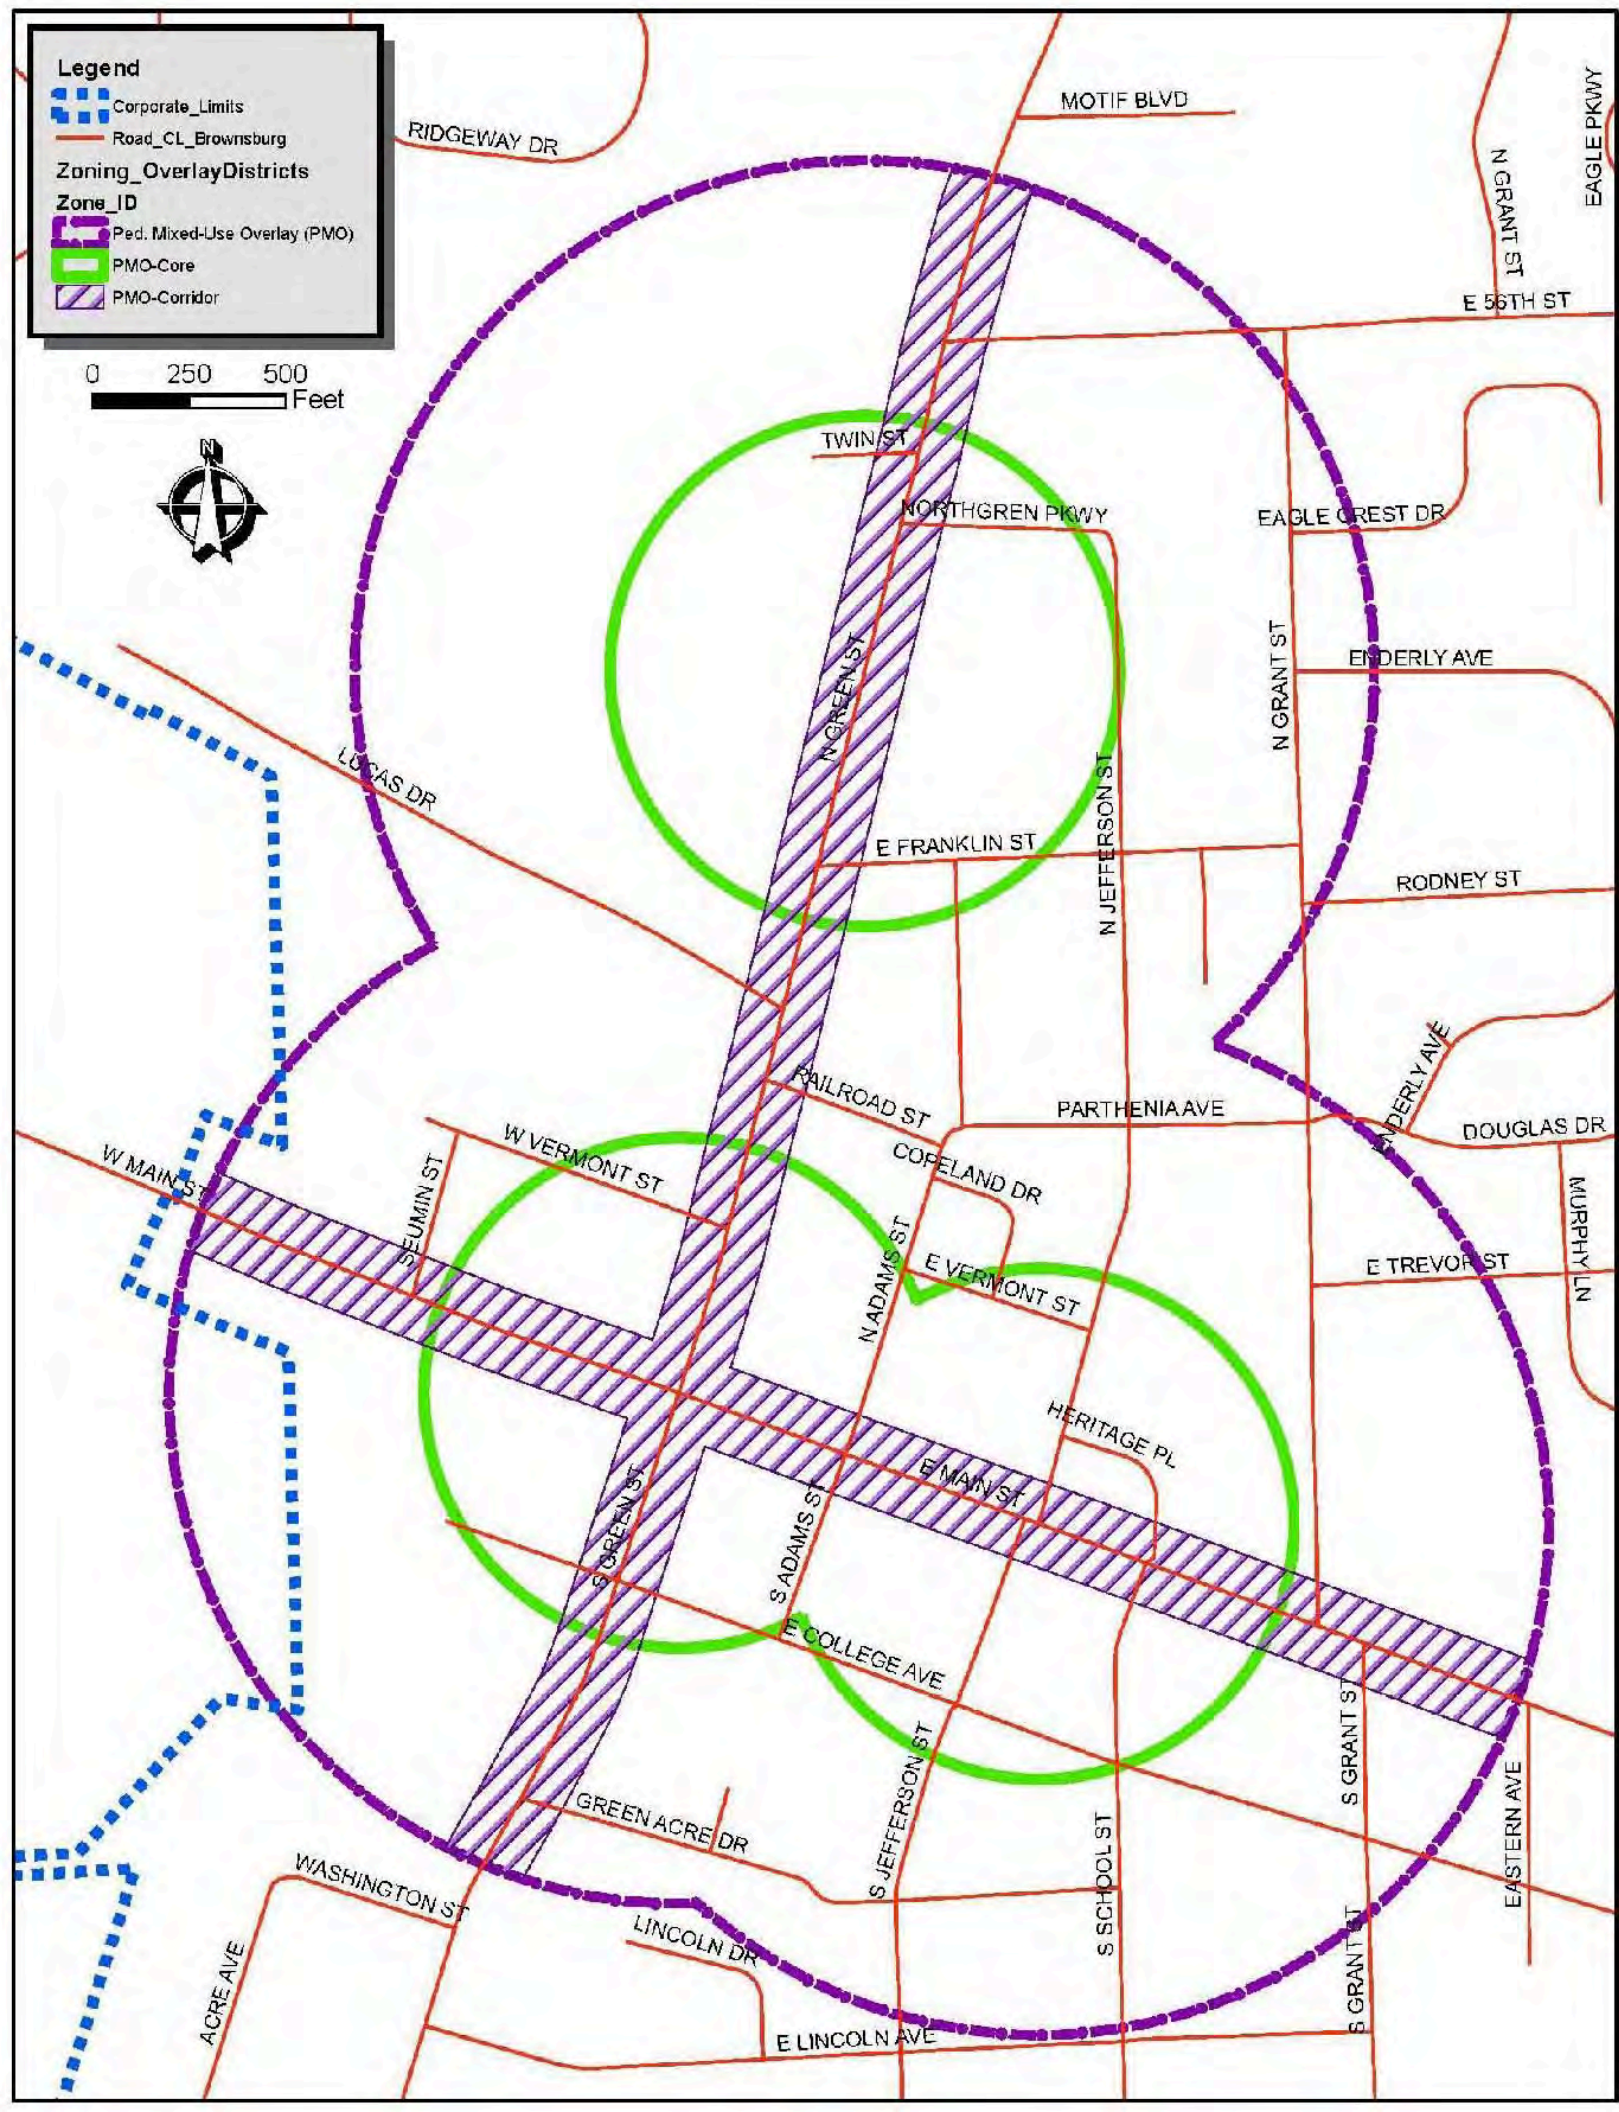 Legend
Corporate_Limits
Road_CL_Brownsburg
Zoning_OverlayDistricts
Zone_ID
Ped. Mixed-Use Overlay (PMO)
PMO-Core
PMO-Corridor
0 250 500
Feet
N
RIDGEWAY DR
MOTIF BLVD
EAGLE PKWY
N GRANT ST
E 56TH ST
TWIN ST
NORTHGREN PKWY
EAGLE CREST DR
N GREEN ST
N GRANT ST
ENDERLY AVE
LUCAS DR
N JEFFERSON ST
E FRANKLIN ST
RODNEY ST
RAILROAD ST
PARTHENIA AVE
ENDERLY AVE
DOUGLAS DR
W MAIN ST
W VERMONT ST
SEUMIN ST
COPELAND DR
N ADAMS ST
E VERMONT ST
E TREVOR ST
MURPHY LN
HERITAGE PL
E MAIN ST
S GREEN ST
S ADAMS ST
E COLLEGE AVE
S GRANT ST
GREEN ACRE DR
S JEFFERSON ST
S SCHOOL ST
EASTERN AVE
WASHINGTON ST
LINCOLN DR
ACRE AVE
S GRANT ST
E LINCOLN AVE